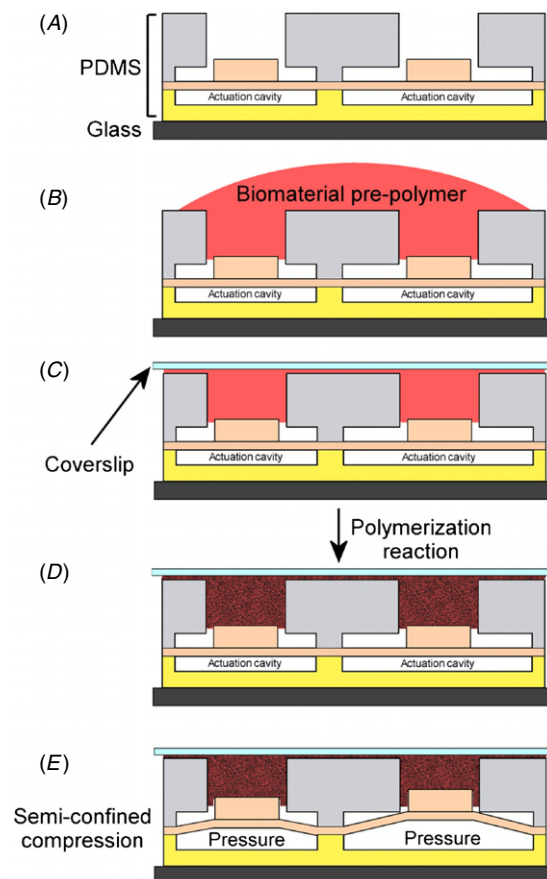 (A)
PDMS
Actuation cavity
Actuation cavity
Glass
(B)
Biomaterial pre-polymer
Actuation cavity
Actuation cavity
(C)
Coverslip
Actuation cavity
Actuation cavity
Polymerization
reaction
(D)
Actuation cavity
Actuation cavity
(E)
Semi-confined
compression
Pressure
Pressure